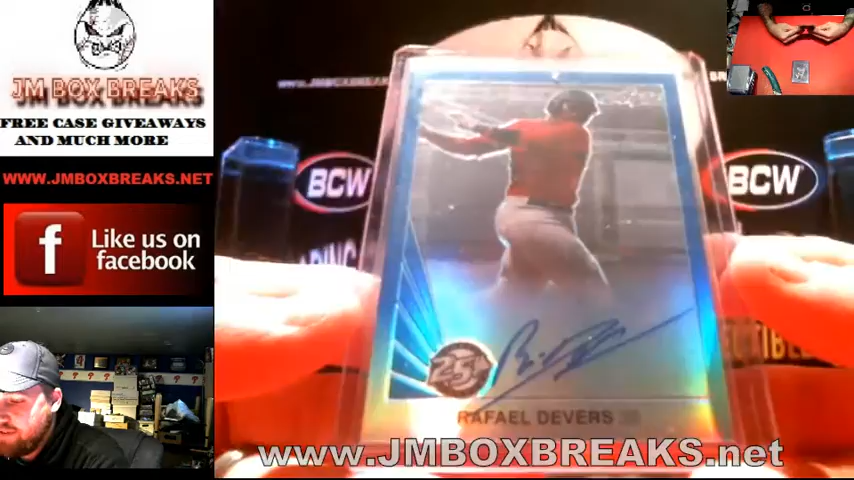 JM BOX BREAKS
FREE CASE GIVEAWAYS
AND MUCH MORE
WWW.JMBOXBREAKS.NET
f Like us on
facebook
BCW
BCW
25
RAFAEL DEVERS
www.JMBOXBREAKS.net